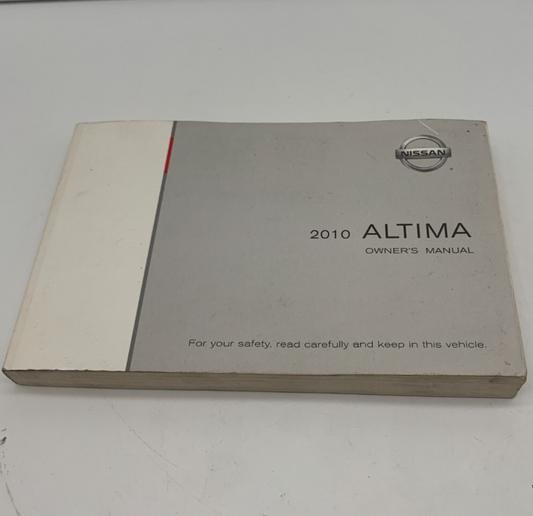 NISSAN
2010 ALTIMA
OWNER'S MANUAL
For your safety, read carefully and keep in this vehicle.